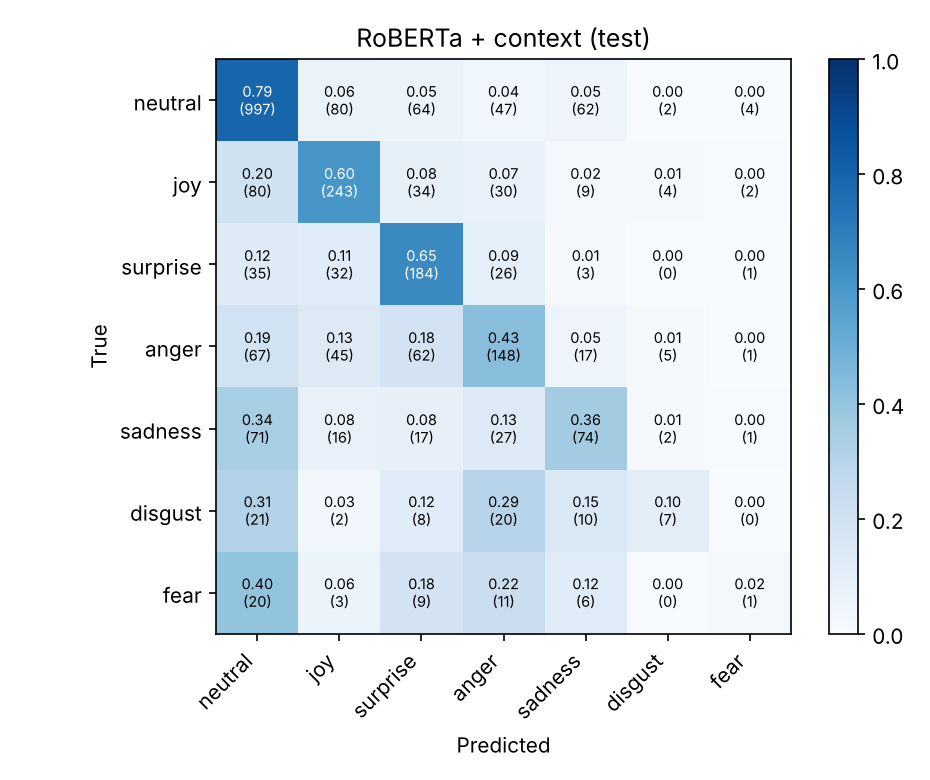 RoBERTa + context (test)
True
neutral
0.79 0.06 0.05 0.04 0.05 0.00 0.00
(997) (80) (64) (47) (62) (2) (4)
joy
0.20 0.60 0.08 0.07 0.02 0.01 0.00
(80) (243) (34) (30) (9) (4) (2)
surprise
0.12 0.11 0.65 0.09 0.01 0.00 0.00
(35) (32) (184) (26) (3) (0) (1)
anger
0.19 0.13 0.18 0.43 0.05 0.01 0.00
(67) (45) (62) (148) (17) (5) (1)
sadness
0.34 0.08 0.08 0.13 0.36 0.01 0.00
(71) (16) (17) (27) (74) (2) (1)
disgust
0.31 0.03 0.12 0.29 0.15 0.10 0.00
(21) (2) (8) (20) (10) (7) (0)
fear
0.40 0.06 0.18 0.22 0.12 0.00 0.02
(20) (3) (9) (11) (6) (0) (1)
neutral joy surprise anger sadness disgust fear
Predicted
1.0
0.8
0.6
0.4
0.2
0.0